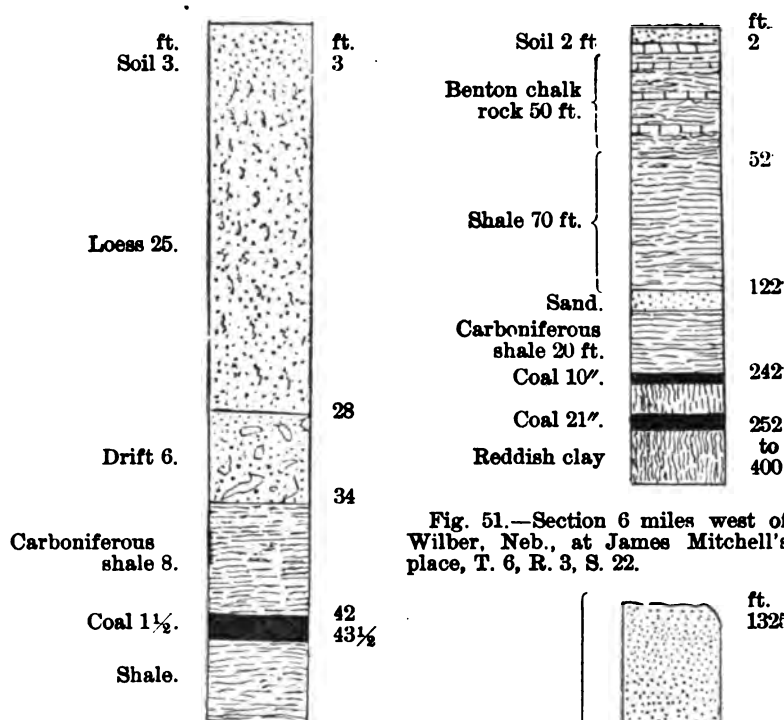 ft.
Soil 3.
ft.
3
Loess 25.
28
Drift 6.
34
Carboniferous
shale 8.
Coal 1½.
42
43½
Shale.
ft.
2
Soil 2 ft
Benton chalk
rock 50 ft.
52
Shale 70 ft.
122
Sand.
Carboniferous
shale 20 ft.
Coal 10″.
242
Coal 21″.
252
to
400
Reddish clay
Fig. 51.—Section 6 miles west of
Wilber, Neb., at James Mitchell's
place, T. 6, R. 3, S. 22.
ft.
1325